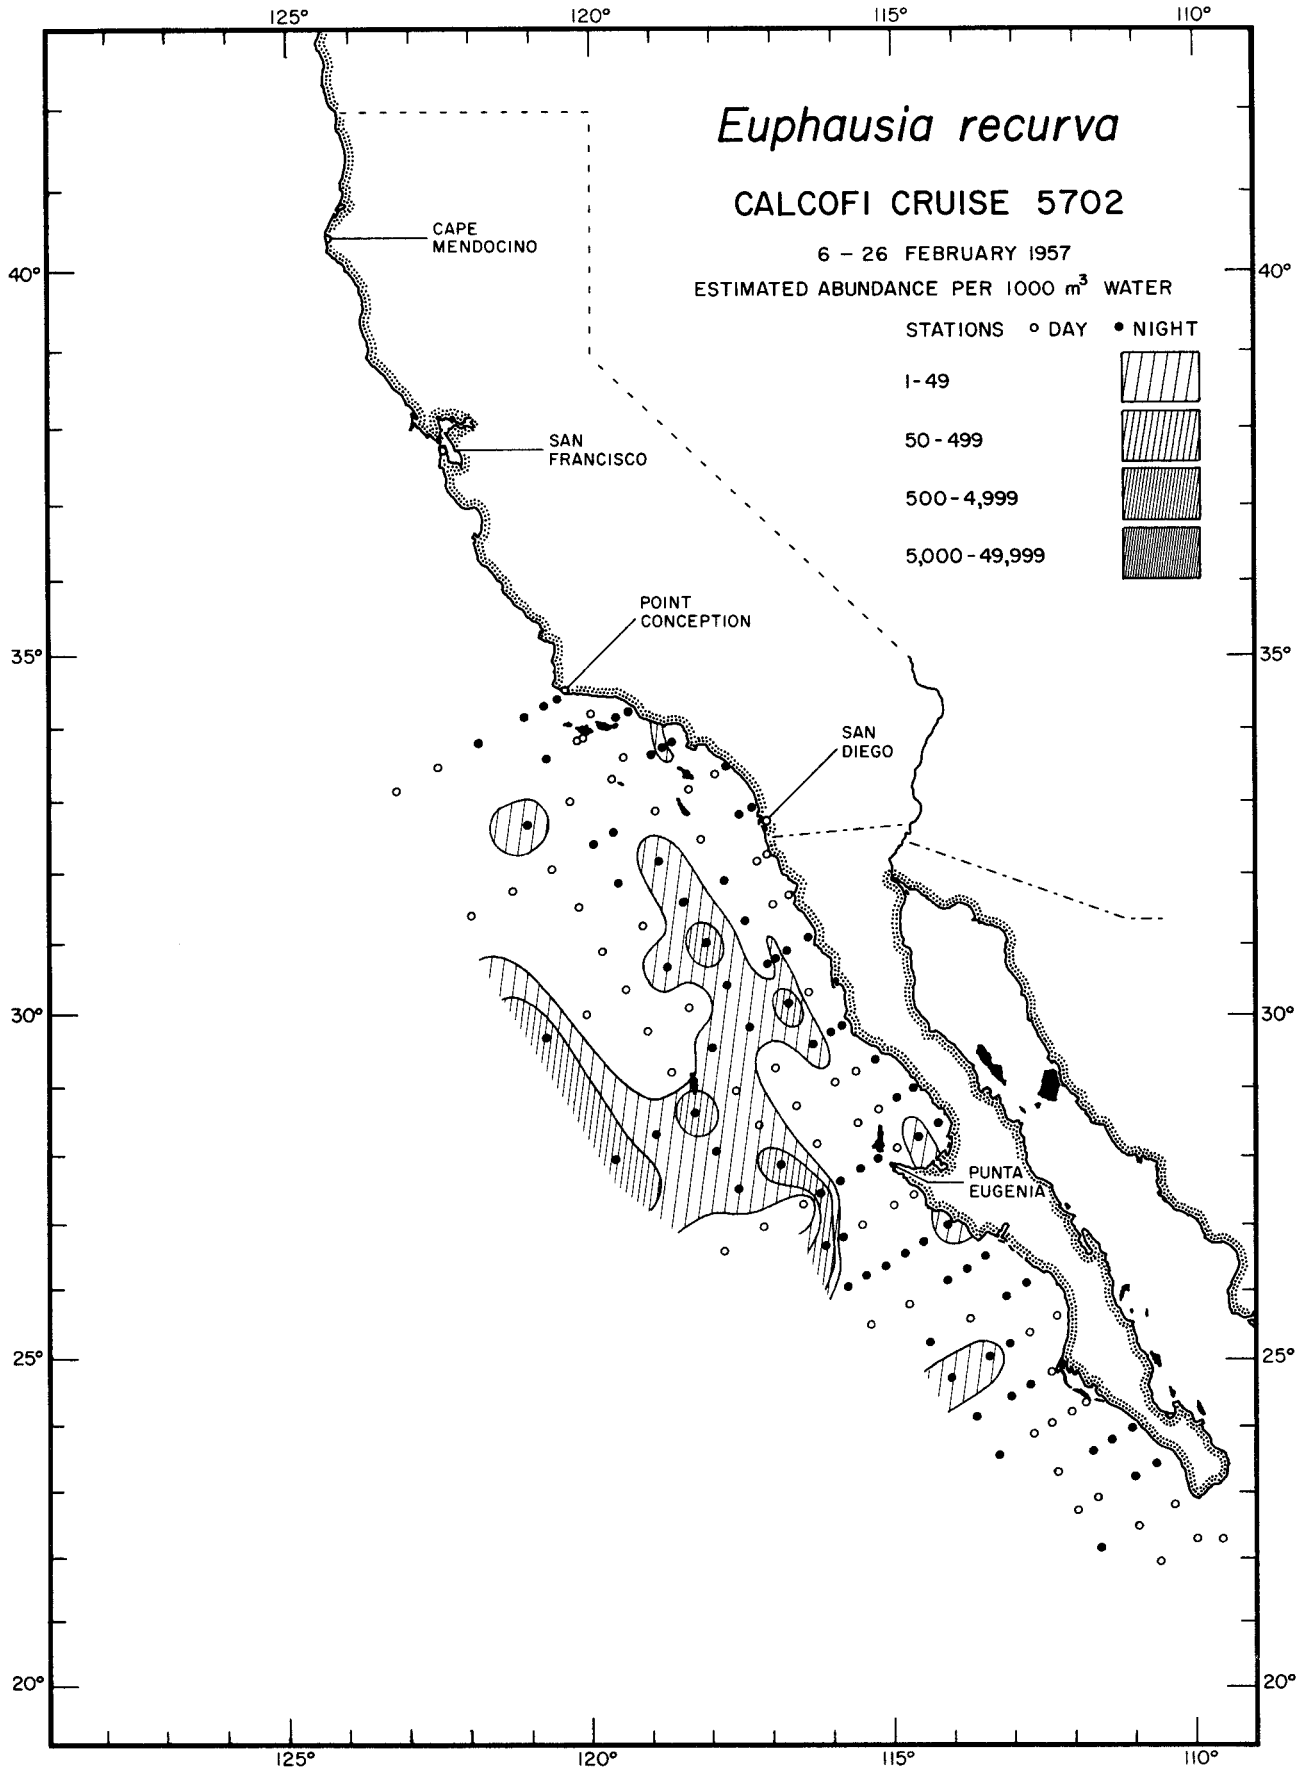 125° 120° 115° 110°
Euphausia recurva
CALCOFI CRUISE 5702
6 – 26 FEBRUARY 1957
ESTIMATED ABUNDANCE PER 1000 m³ WATER
STATIONS ○ DAY ● NIGHT
1-49
50-499
500-4,999
5,000-49,999
CAPE
MENDOCINO
40° 40°
SAN
FRANCISCO
POINT
CONCEPTION
35° 35°
SAN
DIEGO
30° 30°
PUNTA
EUGENIA
25° 25°
20° 20°
125° 120° 115° 110°